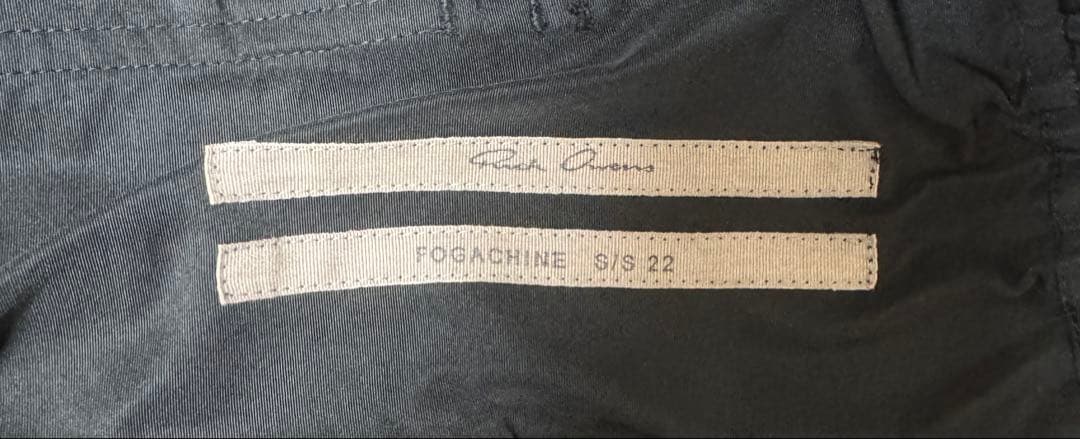 Rick Owens
FOGACHINE S/S 22